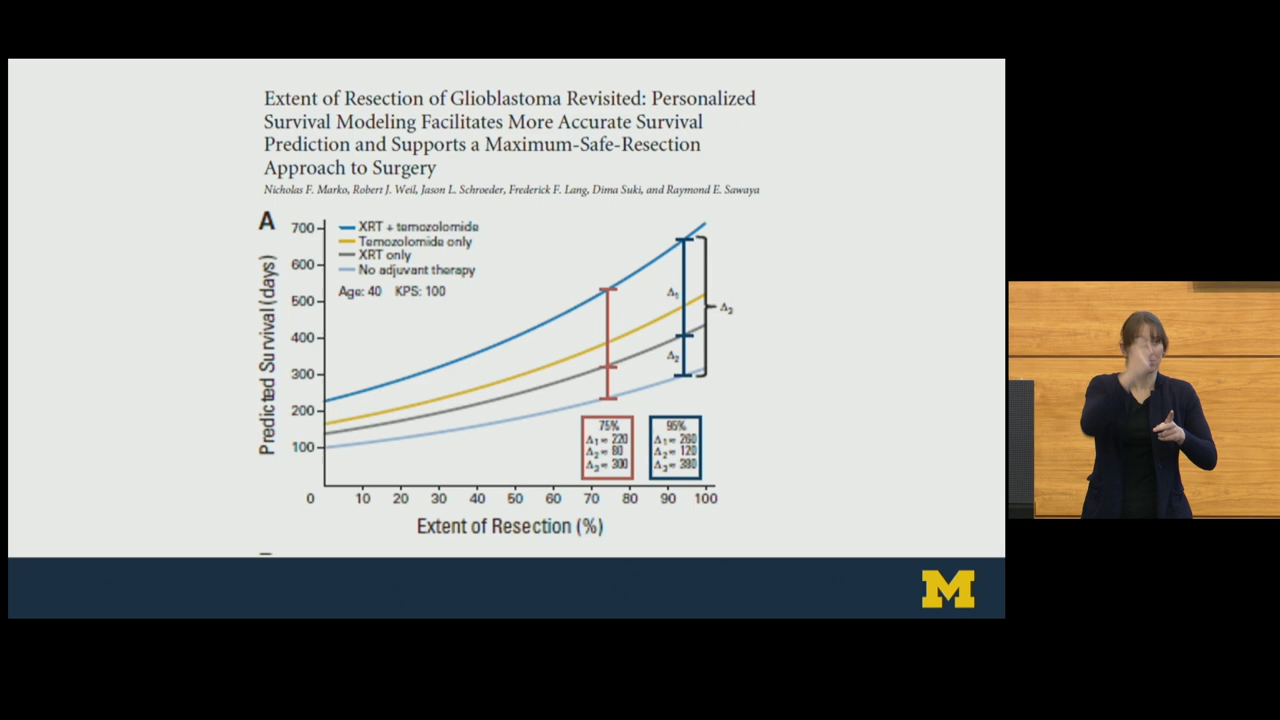 Extent of Resection of Glioblastoma Revisited: Personalized
Survival Modeling Facilitates More Accurate Survival
Prediction and Supports a Maximum-Safe-Resection
Approach to Surgery
Nicholas F. Marko, Robert J. Weil, Jason L. Schroeder, Frederick F. Lang, Dima Suki, and Raymond E. Sawaya
A
XRT + temozolomide
Temozolomide only
XRT only
No adjuvant therapy
Age: 40 KPS: 100
Predicted Survival (days)
700
600
500
400
300
200
100
0 10 20 30 40 50 60 70 80 90 100
Extent of Resection (%)
Δ1
Δ2
Δ3
75%
Δ1 = 220
Δ2 = 80
Δ3 = 300
95%
Δ1 = 260
Δ2 = 120
Δ3 = 380
M